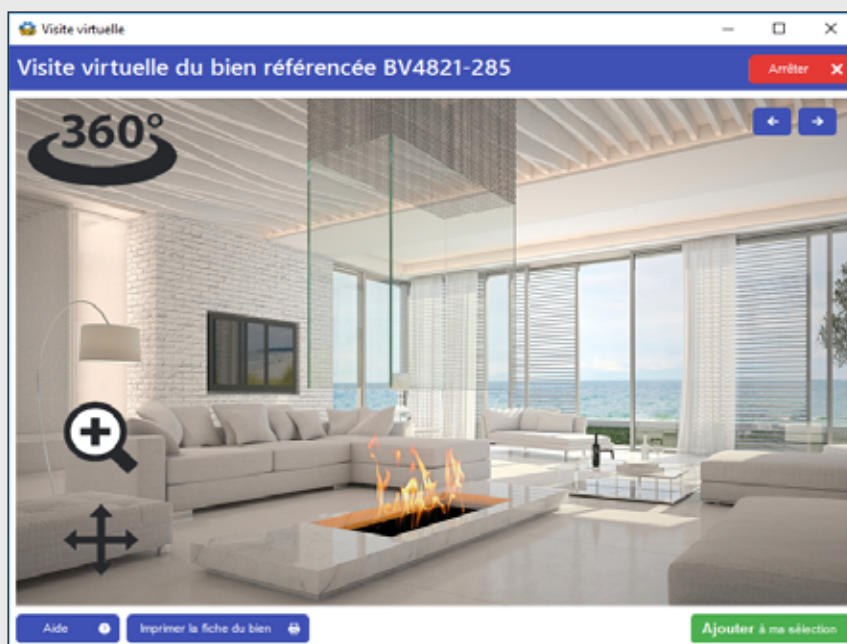 Visite virtuelle
Visite virtuelle du bien référencée BV4821-285
Arrêter
360°
Aide
Imprimer la fiche du bien
Ajouter à ma sélection